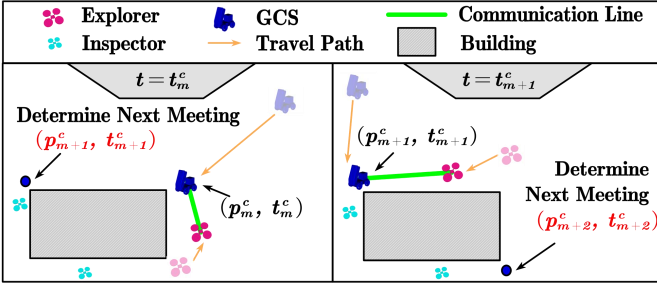 Explorer GCS Communication Line
Inspector Travel Path Building
t = t^c_m
Determine Next Meeting
(p^c_{m+1}, t^c_{m+1})
(p^c_m, t^c_m)
t = t^c_{m+1}
(p^c_{m+1}, t^c_{m+1})
Determine
Next Meeting
(p^c_{m+2}, t^c_{m+2})